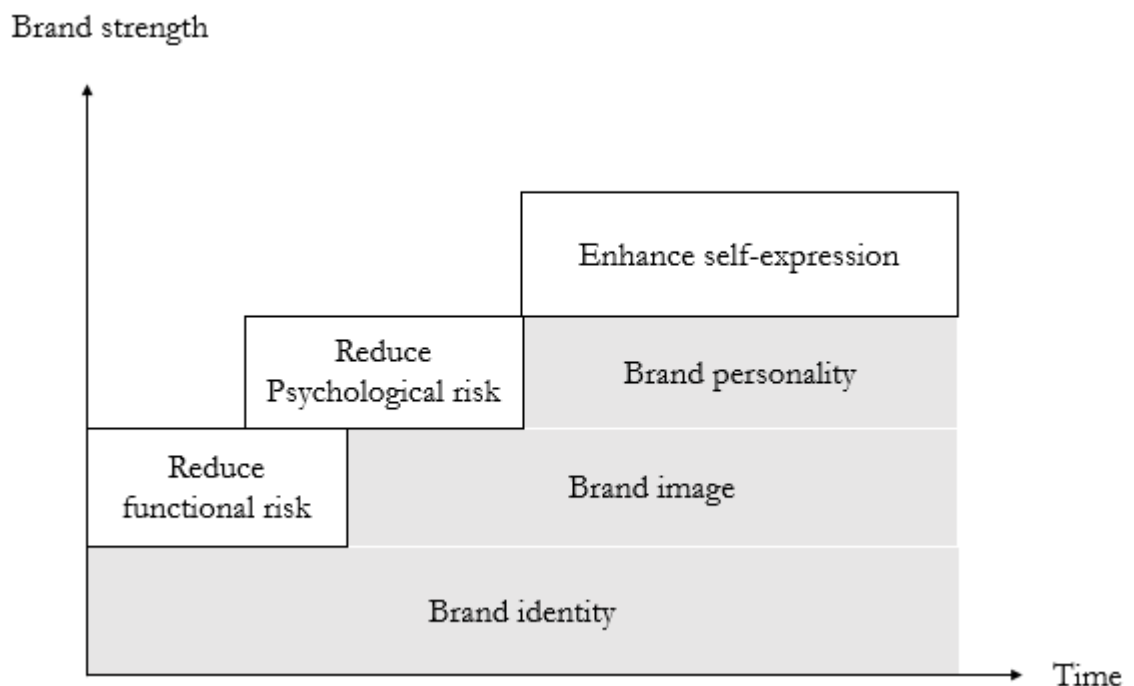 Brand strength
Enhance self-expression
Reduce
Psychological risk
Brand personality
Reduce
functional risk
Brand image
Brand identity
Time